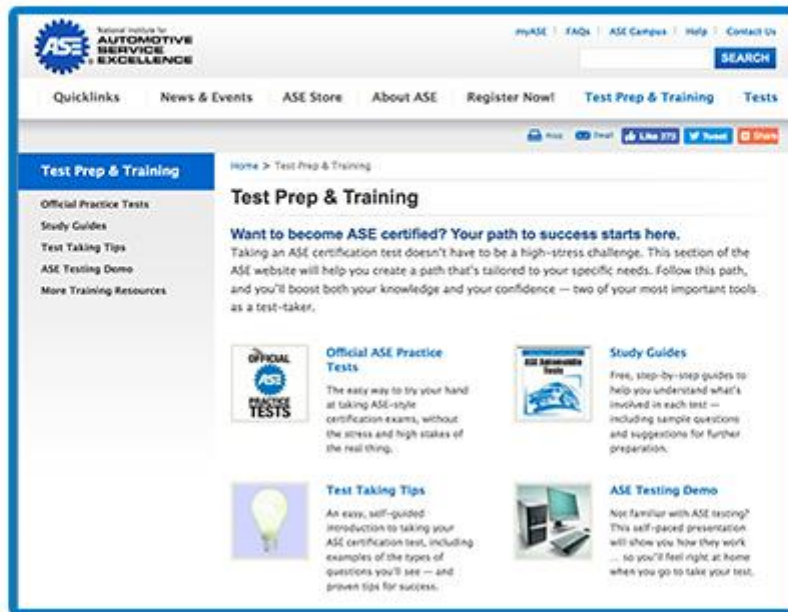 National Institute for
AUTOMOTIVE
SERVICE
EXCELLENCE
ASE
myASE | FAQs | ASE Campus | Help | Contact Us
SEARCH
Quicklinks News & Events ASE Store About ASE Register Now! Test Prep & Training Tests
Email Like 373 Tweet Share
Test Prep & Training
Official Practice Tests
Study Guides
Test Taking Tips
ASE Testing Demo
More Training Resources
Home > Test Prep & Training
Test Prep & Training
Want to become ASE certified? Your path to success starts here.
Taking an ASE certification test doesn't have to be a high-stress challenge. This section of the
ASE website will help you create a path that's tailored to your specific needs. Follow this path,
and you'll boost both your knowledge and your confidence — two of your most important tools
as a test-taker.
OFFICIAL
ASE
PRACTICE
TESTS
Official ASE Practice
Tests
The easy way to try your hand
at taking ASE-style
certification exams, without
the stress and high stakes of
the real thing.
ASE Automobile
Tests
Study Guides
Free, step-by-step guides to
help you understand what's
involved in each test —
including sample questions
and suggestions for further
preparation.
Test Taking Tips
An easy, self-guided
introduction to taking your
ASE certification test, including
examples of the types of
questions you'll see — and
proven tips for success.
ASE Testing Demo
Not familiar with ASE testing?
This self-paced presentation
will show you how they work
... so you'll feel right at home
when you go to take your test.